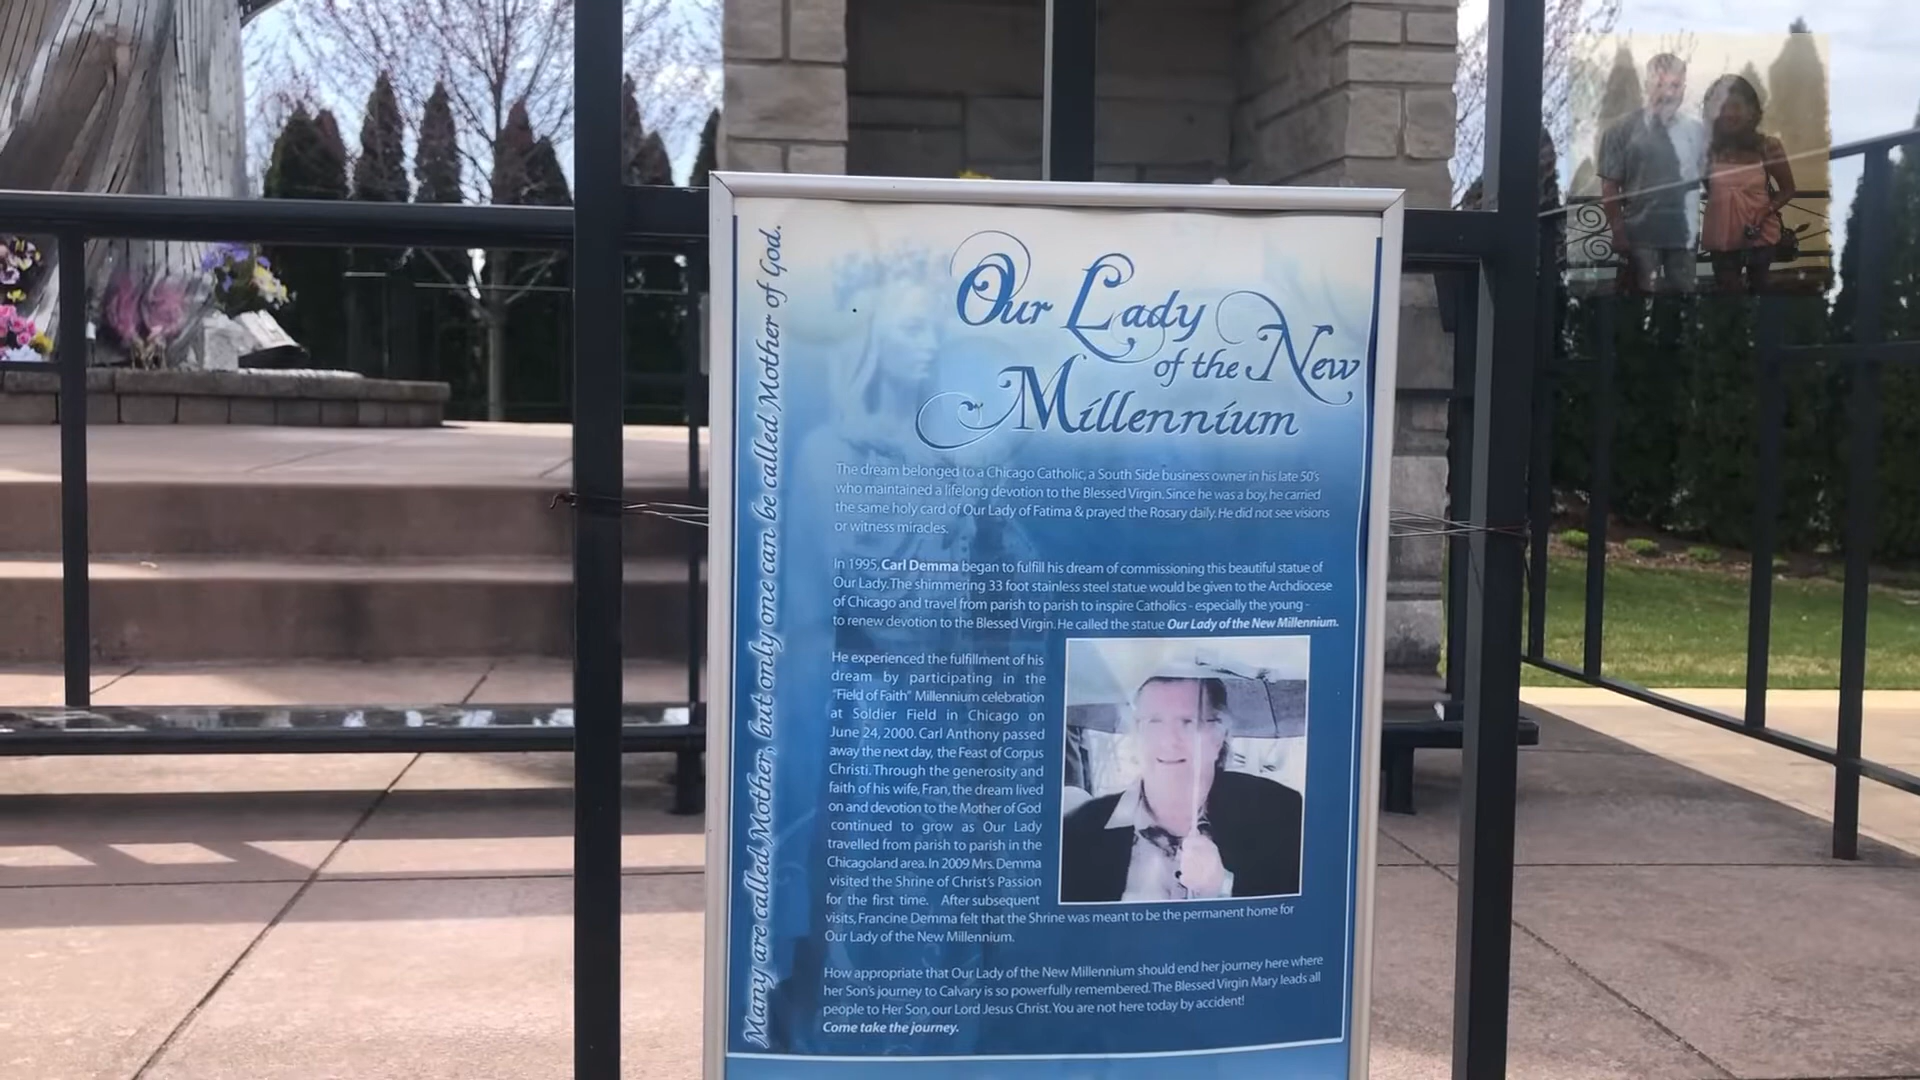 Many are called Mother, but only one can be called Mother of God.
Our Lady
of the New
Millennium
The dream belonged to a Chicago Catholic, a South Side business owner in his late 50's
who maintained a lifelong devotion to the Blessed Virgin. Since he was a boy, he carried
the same holy card of Our Lady of Fatima & prayed the Rosary daily. He did not see visions
or witness miracles.
In 1995, Carl Demma began to fulfill his dream of commissioning this beautiful statue of
Our Lady. The shimmering 33 foot stainless steel statue would be given to the Archdiocese
of Chicago and travel from parish to parish to inspire Catholics - especially the young -
to renew devotion to the Blessed Virgin. He called the statue Our Lady of the New Millennium.
He experienced the fulfillment of his
dream by participating in the
"Field of Faith" Millennium celebration
at Soldier Field in Chicago on
June 24, 2000. Carl Anthony passed
away the next day, the Feast of Corpus
Christi. Through the generosity and
faith of his wife, Fran, the dream lived
on and devotion to the Mother of God
continued to grow as Our Lady
travelled from parish to parish in the
Chicagoland area. In 2009 Mrs. Demma
visited the Shrine of Christ's Passion
for the first time. After subsequent
visits, Francine Demma felt that the Shrine was meant to be the permanent home for
Our Lady of the New Millennium.
How appropriate that Our Lady of the New Millennium should end her journey here where
her Son's journey to Calvary is so powerfully remembered. The Blessed Virgin Mary leads all
people to Her Son, our Lord Jesus Christ. You are not here today by accident!
Come take the journey.